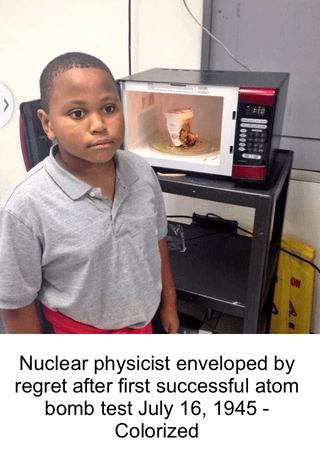 Nuclear physicist enveloped by
regret after first successful atom
bomb test July 16, 1945 -
Colorized